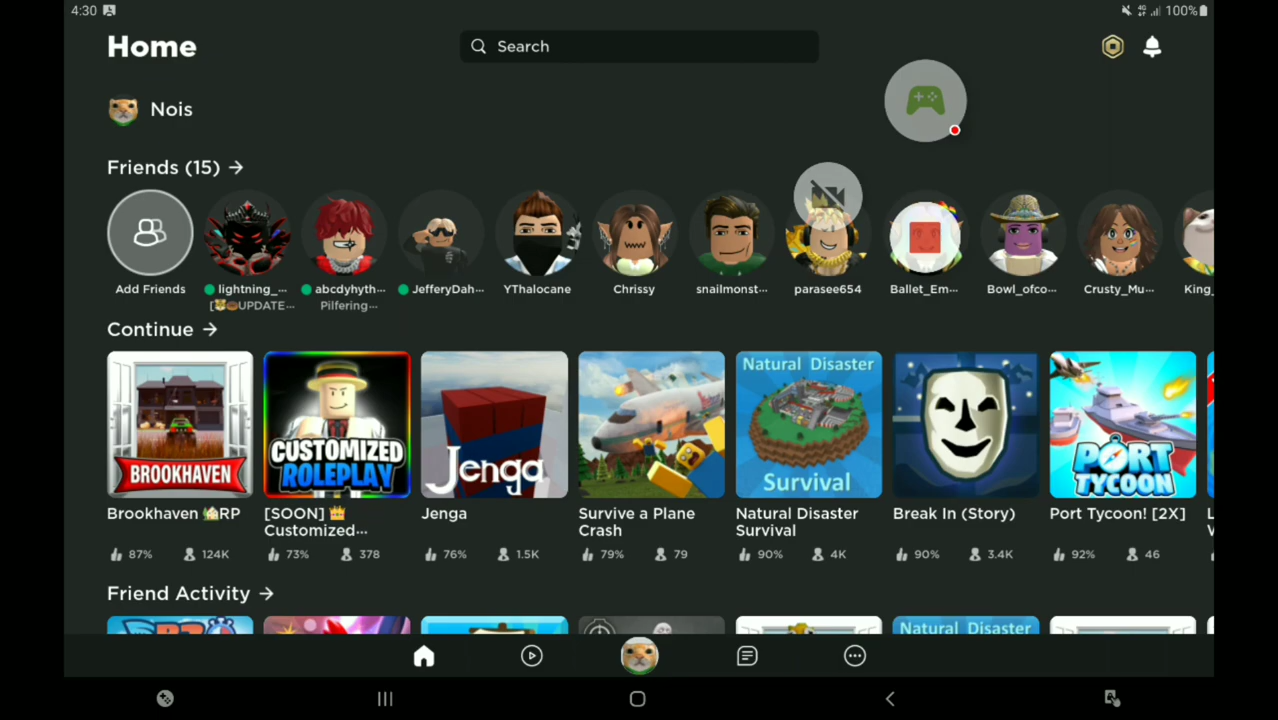 4:30
4G
100%
Home
Search
Nois
Friends (15) →
Add Friends
lightning_...
abcdyhyth...
JefferyDah...
YThalocane
Chrissy
snailmonst...
parasee654
Ballet_Em...
Bowl_ofco...
Crusty_Mu...
King_
[🐯🍩UPDATE...
Pilfering...
Continue →
BROOKHAVEN
CUSTOMIZED
ROLEPLAY
Jenga
Natural Disaster
Survival
PORT
TYCOON
Brookhaven 🏡RP
[SOON] 👑
Customized...
Jenga
Survive a Plane
Crash
Natural Disaster
Survival
Break In (Story)
Port Tycoon! [2X]
87% 124K
73% 378
76% 1.5K
79% 79
90% 4K
90% 3.4K
92% 46
Friend Activity →
Natural Disaster